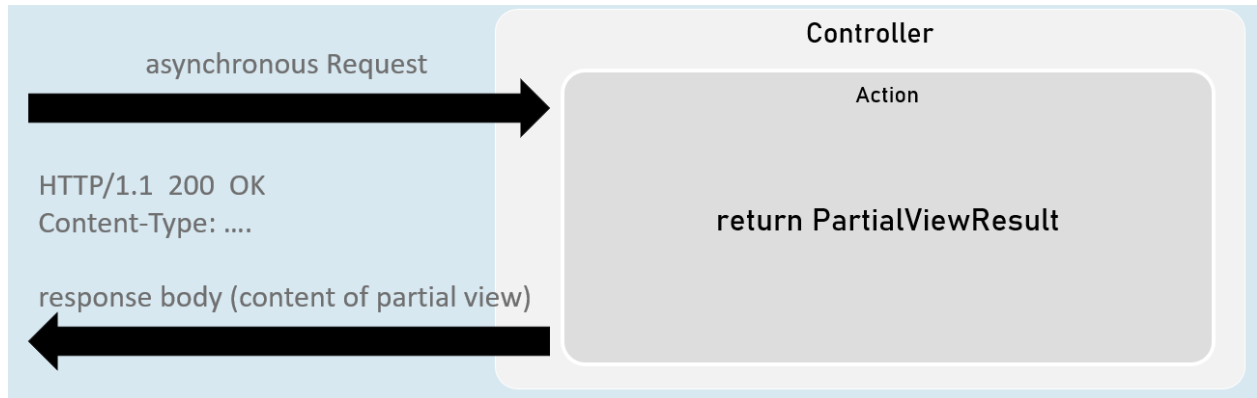 Controller
asynchronous Request
Action
HTTP/1.1 200 OK
Content-Type: ....
return PartialViewResult
response body (content of partial view)